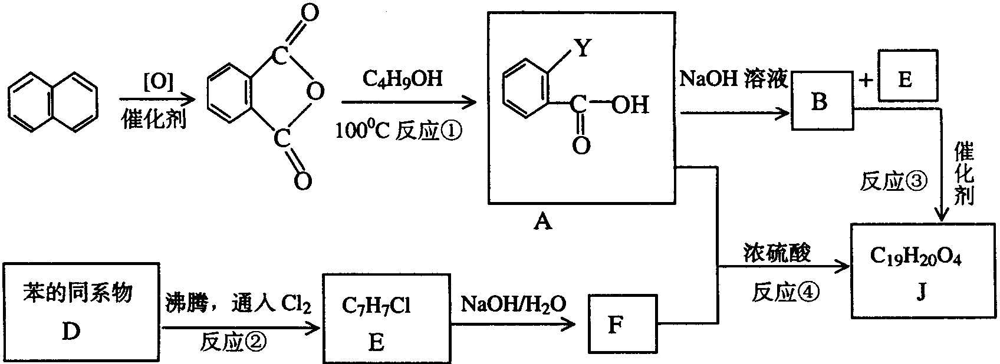 [O]
催化剂
O
C
O
C
O
C₄H₉OH
100⁰C 反应①
Y
C—OH
O
A
NaOH 溶液
B
+
E
反应③
催化剂
苯的同系物
D
沸腾，通入 Cl₂
反应②
C₇H₇Cl
E
NaOH/H₂O
F
浓硫酸
反应④
C₁₉H₂₀O₄
J